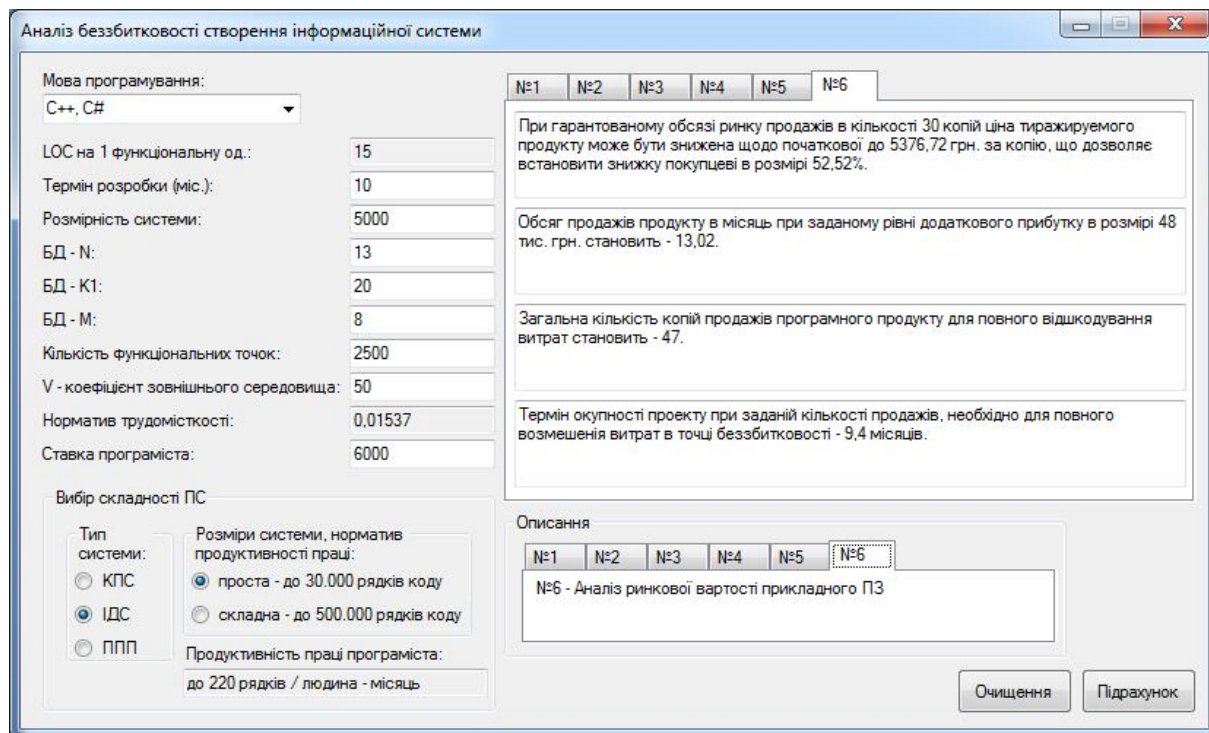 Аналіз беззбитковості створення інформаційної системи
Мова програмування:
C++, C#
LOC на 1 функціональну од.: 15
Термін розробки (міс.): 10
Розмірність системи: 5000
БД - N: 13
БД - K1: 20
БД - M: 8
Кількість функціональних точок: 2500
V - коефіцієнт зовнішнього середовища: 50
Норматив трудомісткості: 0,01537
Ставка програміста: 6000
Вибір складності ПС
Тип
системи:
КПС
ІДС
ППП
Розміри системи, норматив
продуктивності праці:
проста - до 30.000 рядків коду
складна - до 500.000 рядків коду
Продуктивність праці програміста:
до 220 рядків / людина - місяць
№1 №2 №3 №4 №5 №6
При гарантованому обсязі ринку продажів в кількості 30 копій ціна тиражируемого
продукту може бути знижена щодо початкової до 5376,72 грн. за копію, що дозволяє
встановити знижку покупцеві в розмірі 52,52%.
Обсяг продажів продукту в місяць при заданому рівні додаткового прибутку в розмірі 48
тис. грн. становить - 13,02.
Загальна кількість копій продажів програмного продукту для повного відшкодування
витрат становить - 47.
Термін окупності проекту при заданій кількості продажів, необхідно для повного
возмешенія витрат в точці беззбитковості - 9,4 місяців.
Описання
№1 №2 №3 №4 №5 №6
№6 - Аналіз ринкової вартості прикладного ПЗ
Очищення Підрахунок